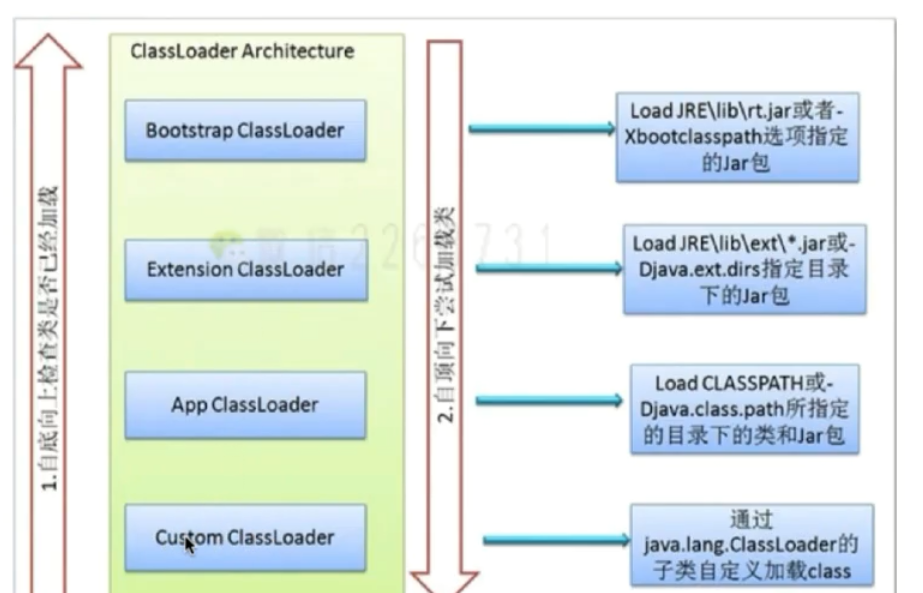 ClassLoader Architecture
1.自底向上检查类是否已经加载
2.自顶向下尝试加载类
Bootstrap ClassLoader
Load JRE\lib\rt.jar或者-
Xbootclasspath选项指定
的Jar包
Extension ClassLoader
Load JRE\lib\ext\*.jar或-
Djava.ext.dirs指定目录
下的Jar包
App ClassLoader
Load CLASSPATH或-
Djava.class.path所指定
的目录下的类和Jar包
Custom ClassLoader
通过
java.lang.ClassLoader的
子类自定义加载class